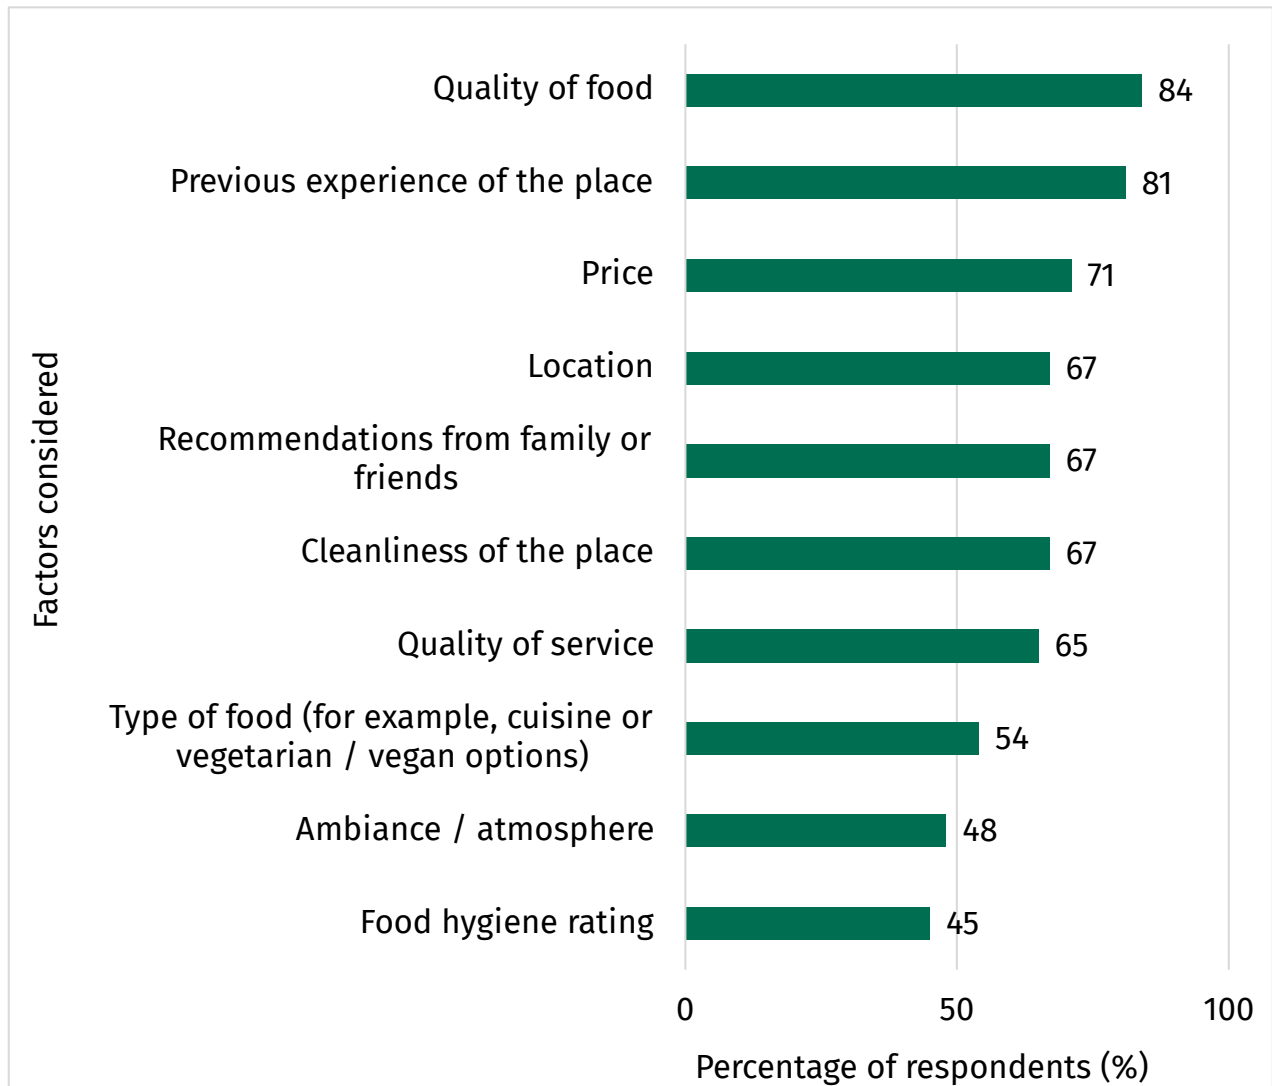 Quality of food
84
Previous experience of the place
81
Price
71
Location
67
Recommendations from family or
friends
67
Cleanliness of the place
67
Quality of service
65
Type of food (for example, cuisine or
vegetarian / vegan options)
54
Ambiance / atmosphere
48
Food hygiene rating
45
Factors considered
0
50
100
Percentage of respondents (%)